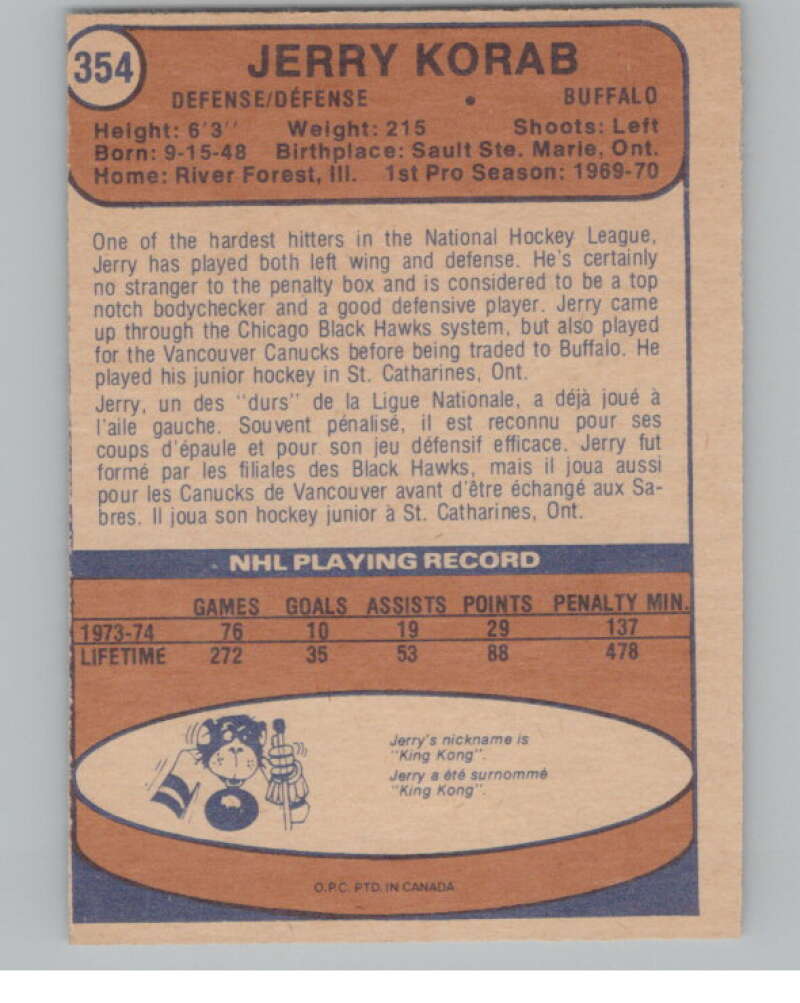 354
JERRY KORAB
DEFENSE/DÉFENSE • BUFFALO
Height: 6'3'' Weight: 215 Shoots: Left
Born: 9-15-48 Birthplace: Sault Ste. Marie, Ont.
Home: River Forest, Ill. 1st Pro Season: 1969-70
One of the hardest hitters in the National Hockey League,
Jerry has played both left wing and defense. He's certainly
no stranger to the penalty box and is considered to be a top
notch bodychecker and a good defensive player. Jerry came
up through the Chicago Black Hawks system, but also played
for the Vancouver Canucks before being traded to Buffalo. He
played his junior hockey in St. Catharines, Ont.
Jerry, un des "durs" de la Ligue Nationale, a déjà joué à
l'aile gauche. Souvent pénalisé, il est reconnu pour ses
coups d'épaule et pour son jeu défensif efficace. Jerry fut
formé par les filiales des Black Hawks, mais il joua aussi
pour les Canucks de Vancouver avant d'être échangé aux Sa-
bres. Il joua son hockey junior à St. Catharines, Ont.
NHL PLAYING RECORD
GAMES GOALS ASSISTS POINTS PENALTY MIN.
1973-74 76 10 19 29 137
LIFETIME 272 35 53 88 478
Jerry's nickname is
"King Kong".
Jerry a été surnommé
"King Kong".
O.P.C. PTD. IN CANADA